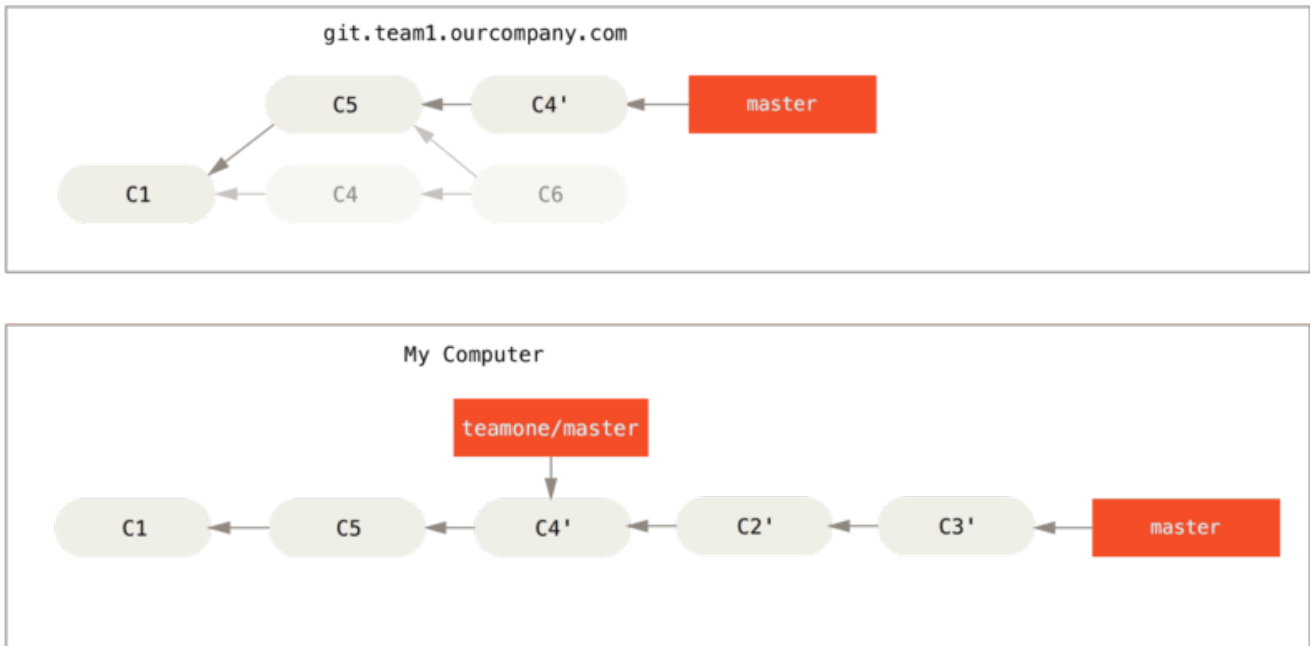 git.team1.ourcompany.com
C5
C4'
master
C1
C4
C6
My Computer
teamone/master
C1
C5
C4'
C2'
C3'
master